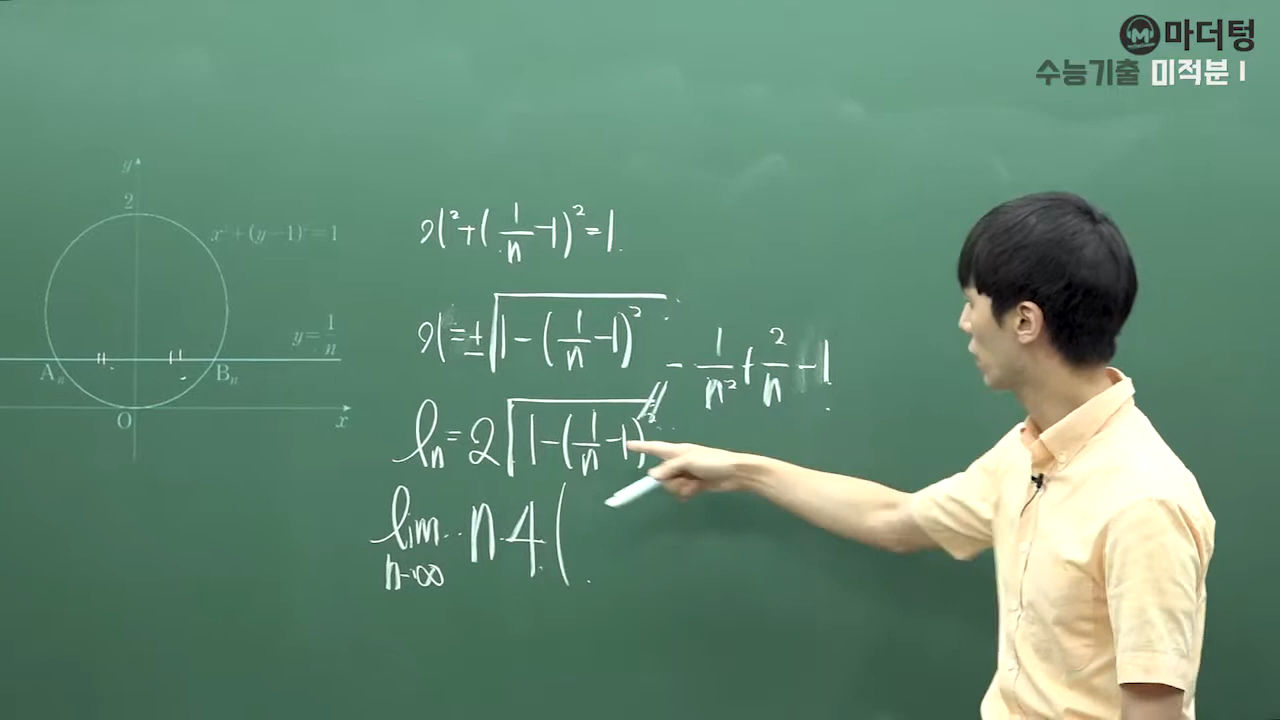 마더텅
수능기출 미적분 I
y
2
x²+(y-1)²=1
y=1/n
Aₙ
Bₙ
O
x
x²+(1/n-1)²=1
x=±√(1-(1/n-1)²)
-1/n²+2/n-1
lₙ=2√(1-(1/n-1)²)
lim n→∞ n·4(